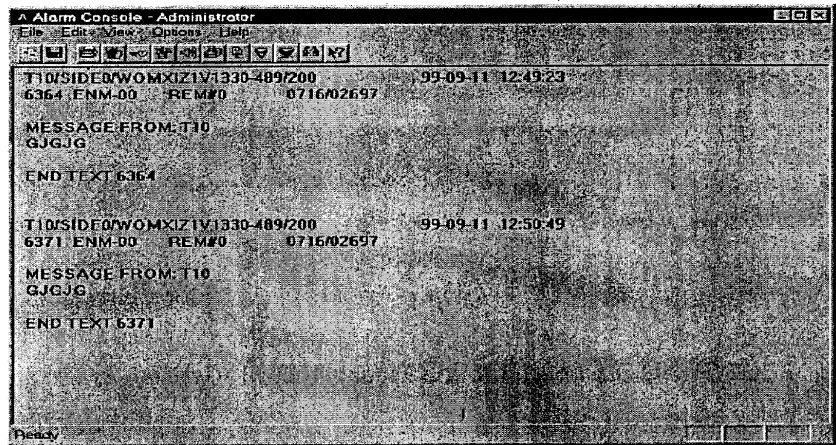 Alarm Console - Administrator
File Edit View Options Help
T10/SIDE0/WOMXIZ1V1330-489/200 99-09-11 12:49:23
6364 ENM-00 REM#0 0716/02697
MESSAGE FROM: T10
GJGJG
END TEXT 6364
T10/SIDE0/WOMXIZ1V1330-489/200 99-09-11 12:50:49
6371 ENM-00 REM#0 0716/02697
MESSAGE FROM: T10
GJGJG
END TEXT 6371
Ready